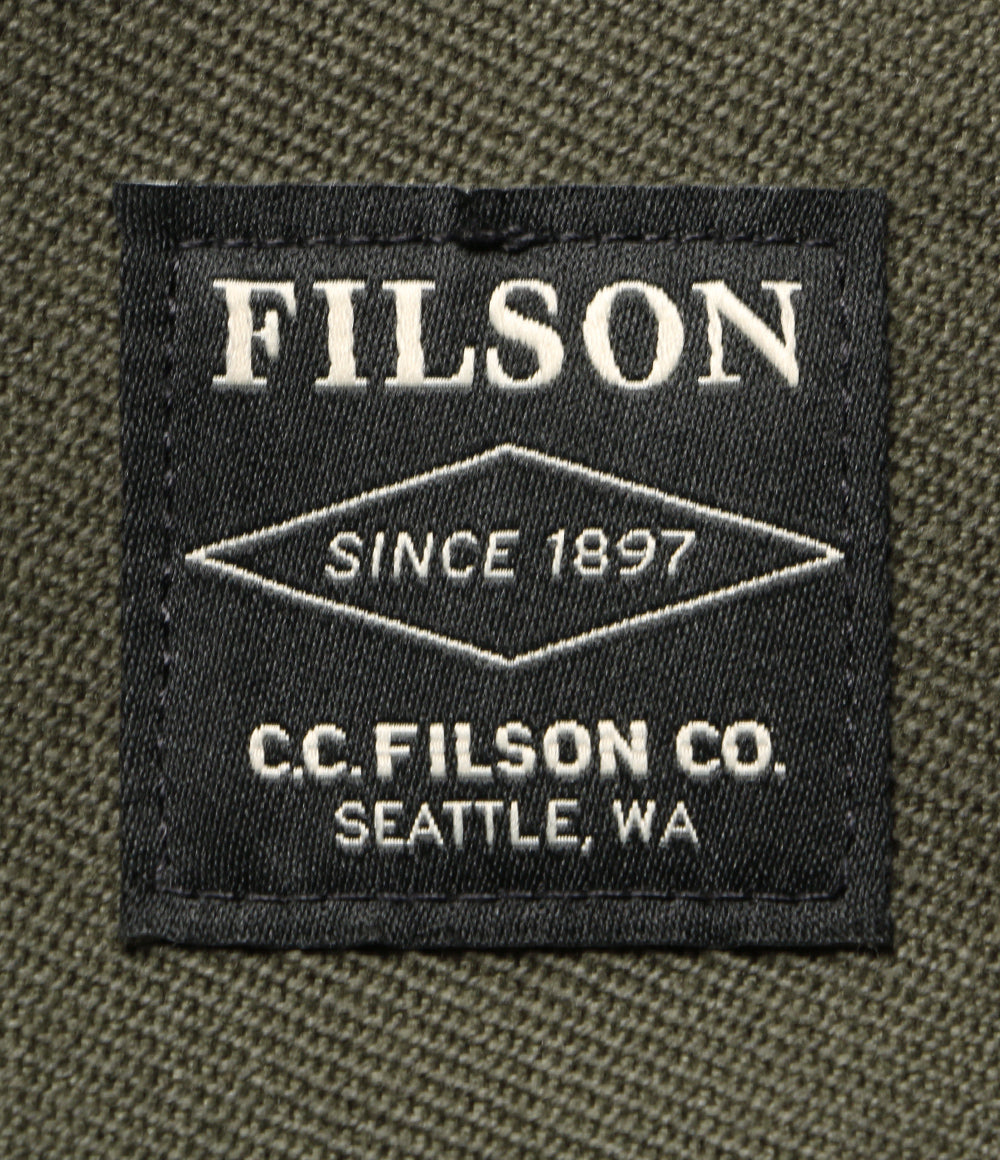 FILSON
SINCE 1897
C.C. FILSON CO.
SEATTLE, WA